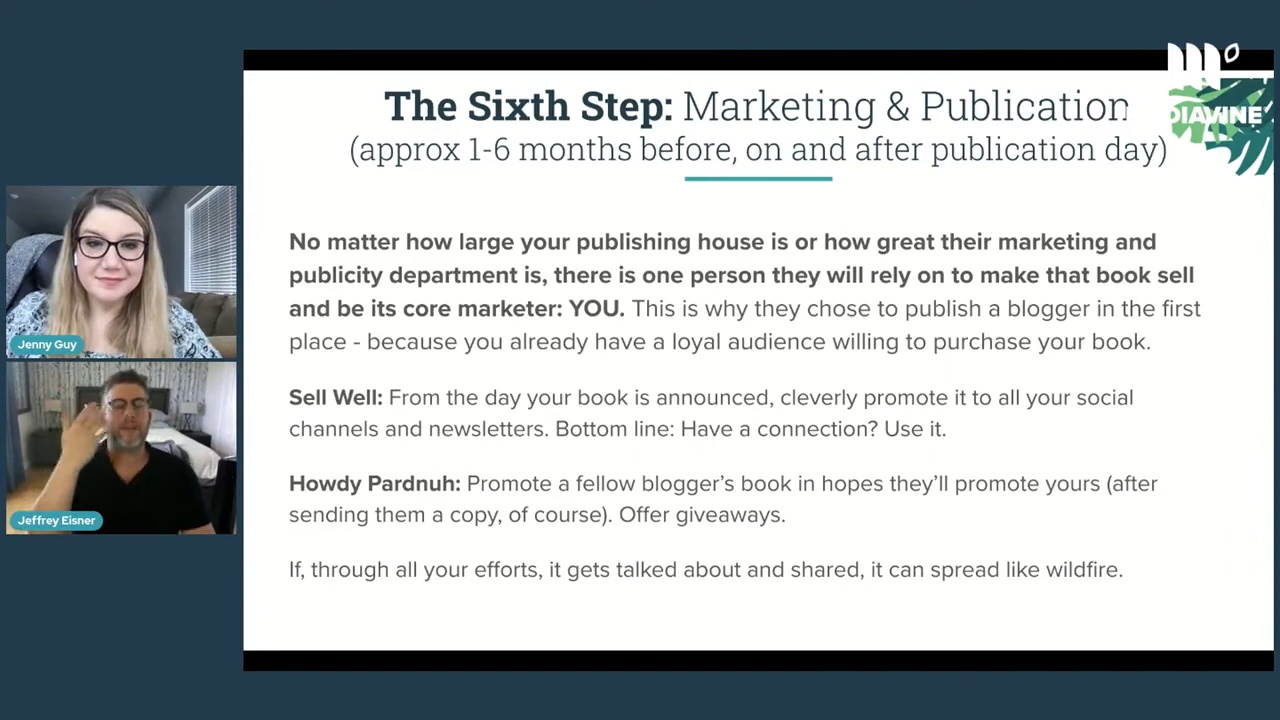 The Sixth Step: Marketing & Publication
(approx 1-6 months before, on and after publication day)
No matter how large your publishing house is or how great their marketing and
publicity department is, there is one person they will rely on to make that book sell
and be its core marketer: YOU. This is why they chose to publish a blogger in the first
place - because you already have a loyal audience willing to purchase your book.
Sell Well: From the day your book is announced, cleverly promote it to all your social
channels and newsletters. Bottom line: Have a connection? Use it.
Howdy Pardnuh: Promote a fellow blogger's book in hopes they'll promote yours (after
sending them a copy, of course). Offer giveaways.
If, through all your efforts, it gets talked about and shared, it can spread like wildfire.
Jenny Guy
Jeffrey Eisner